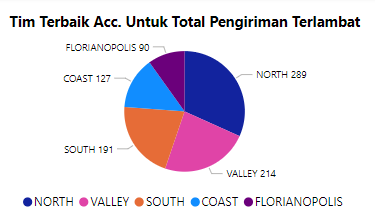 Tim Terbaik Acc. Untuk Total Pengiriman Terlambat
FLORIANOPOLIS 90
NORTH 289
COAST 127
SOUTH 191
VALLEY 214
NORTH VALLEY SOUTH COAST FLORIANOPOLIS